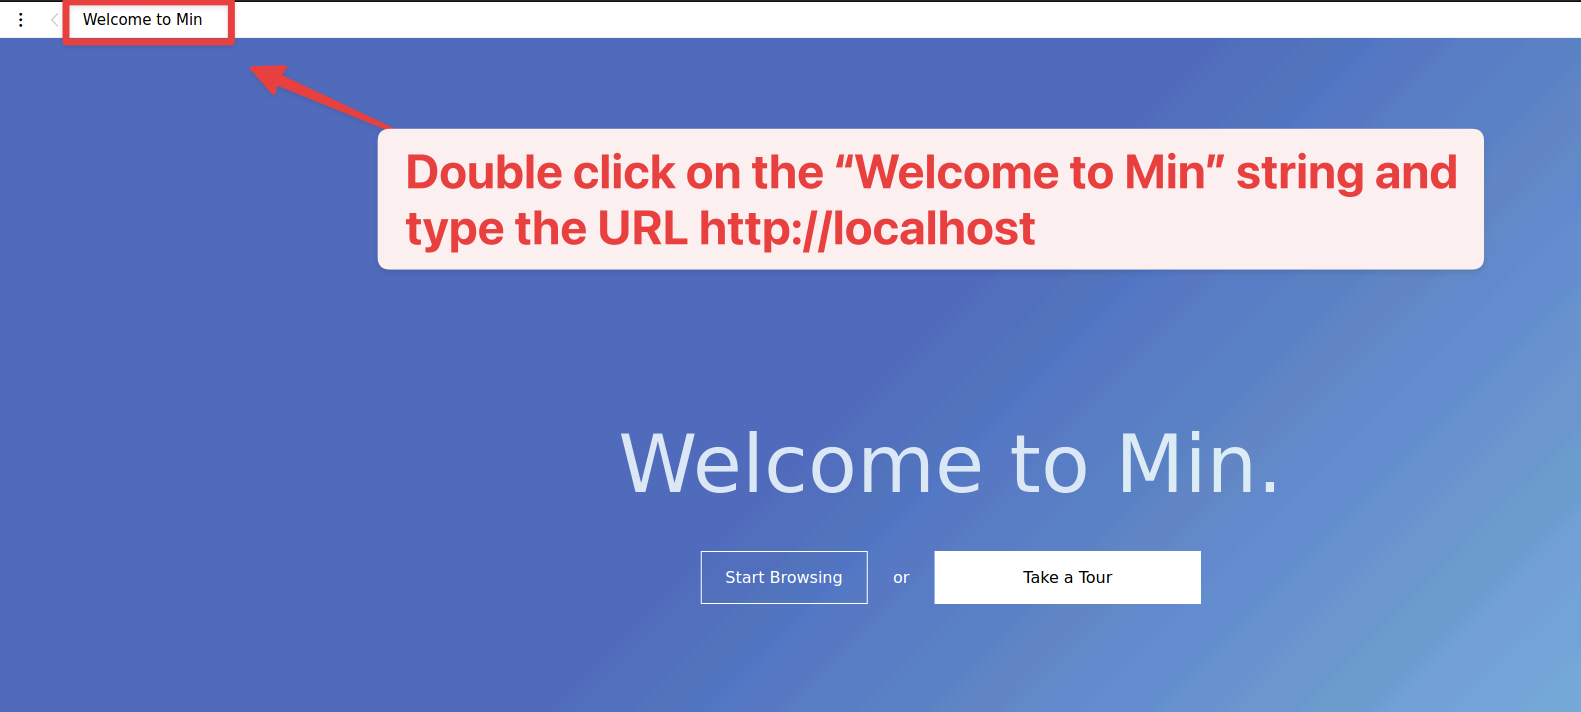 Welcome to Min
Double click on the “Welcome to Min” string and
type the URL http://localhost
Welcome to Min.
Start Browsing or Take a Tour